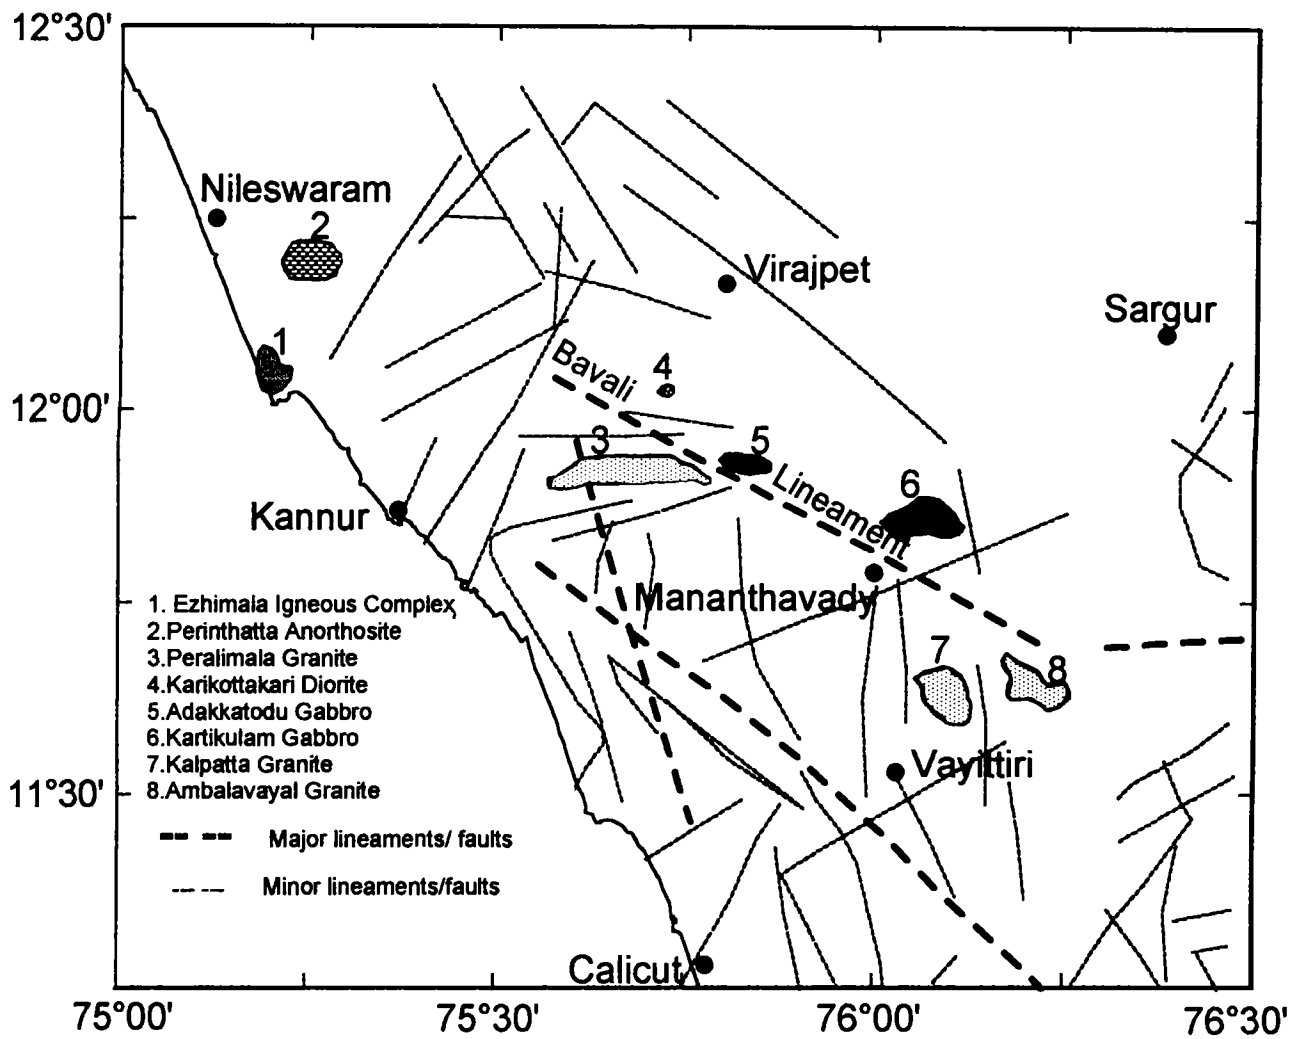 12°30'
Nileswaram
2
Virajpet
Sargur
1
Bavali
4
12°00'
3
5
Lineament
6
Kannur
Mananthavady
1. Ezhimala Igneous Complex
2.Perinthatta Anorthosite
3.Peralimala Granite
4.Karikottakari Diorite
5.Adakkatodu Gabbro
6.Kartikulam Gabbro
7.Kalpatta Granite
8.Ambalavayal Granite
7
8
Vayittiri
11°30'
Major lineaments/ faults
Minor lineaments/faults
Calicut
75°00'
75°30'
76°00'
76°30'